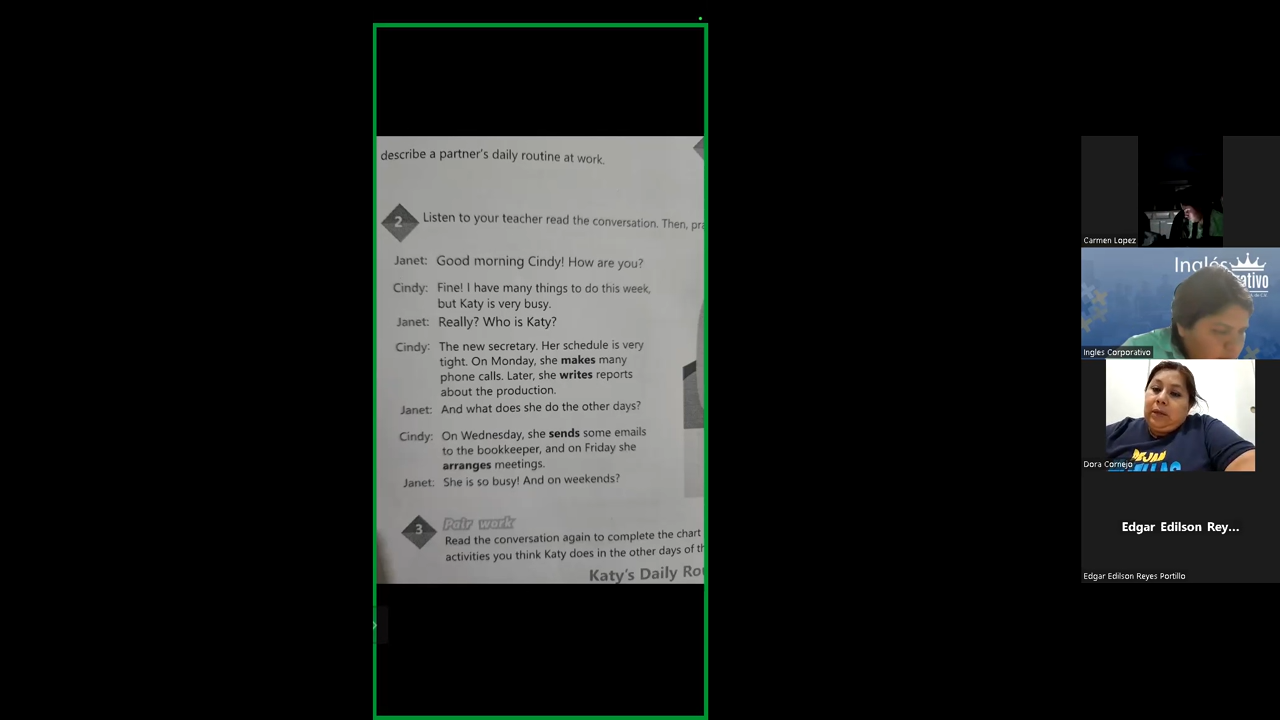 describe a partner's daily routine at work.
2 Listen to your teacher read the conversation. Then,
Janet: Good morning Cindy! How are you?
Cindy: Fine! I have many things to do this week,
but Katy is very busy.
Janet: Really? Who is Katy?
Cindy: The new secretary. Her schedule is very
tight. On Monday, she makes many
phone calls. Later, she writes reports
about the production.
Janet: And what does she do the other days?
Cindy: On Wednesday, she sends some emails
to the bookkeeper, and on Friday she
arranges meetings.
Janet: She is so busy! And on weekends?
3 Pair work
Read the conversation again to complete the chart
activities you think Katy does in the other days of
Katy's Daily
Carmen Lopez
Inglés
Ingles Corporativo
Dora Cornejo
Edgar Edilson Rey...
Edgar Edilson Reyes Portillo